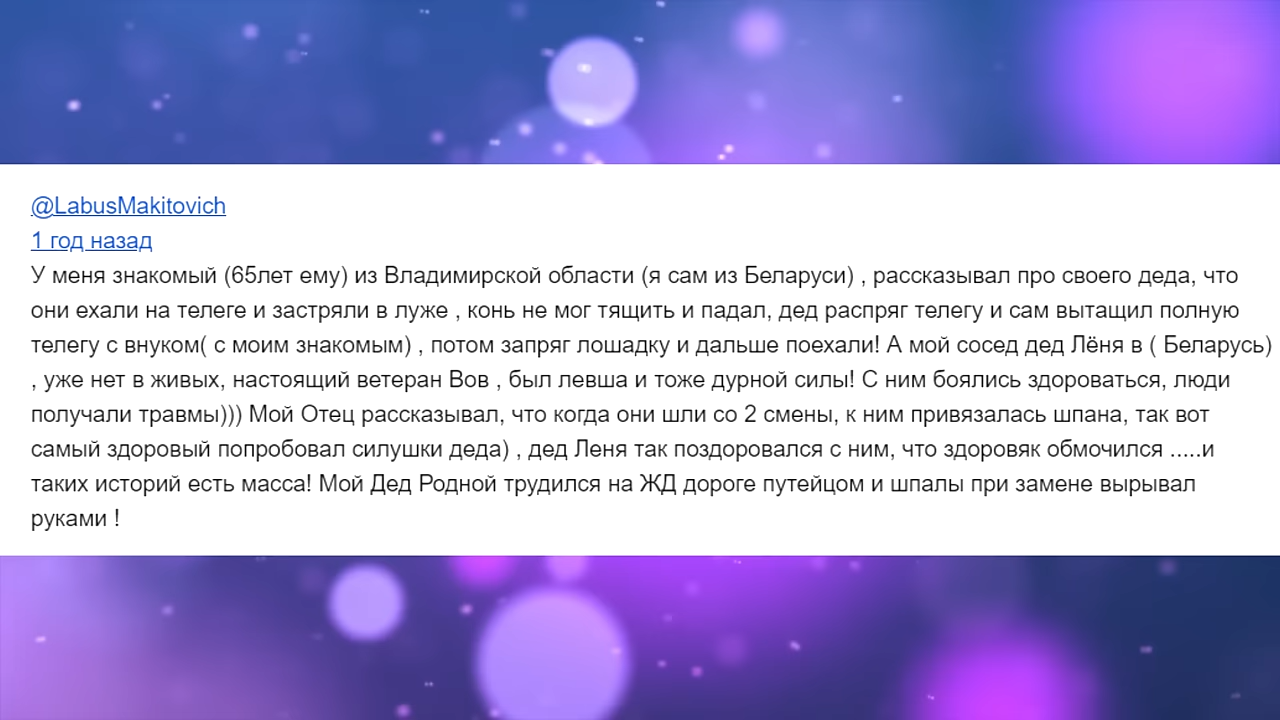 @LabusMakitovich
1 год назад
У меня знакомый (65лет ему) из Владимирской области (я сам из Беларуси) , рассказывал про своего деда, что
они ехали на телеге и застряли в луже , конь не мог тящить и падал, дед распряг телегу и сам вытащил полную
телегу с внуком( с моим знакомым) , потом запряг лошадку и дальше поехали! А мой сосед дед Лёня в ( Беларусь)
, уже нет в живых, настоящий ветеран Вов , был левша и тоже дурной силы! С ним боялись здороваться, люди
получали травмы))) Мой Отец рассказывал, что когда они шли со 2 смены, к ним привязалась шпана, так вот
самый здоровый попробовал силушки деда) , дед Леня так поздоровался с ним, что здоровяк обмочился .....и
таких историй есть масса! Мой Дед Родной трудился на ЖД дороге путейцом и шпалы при замене вырывал
руками !